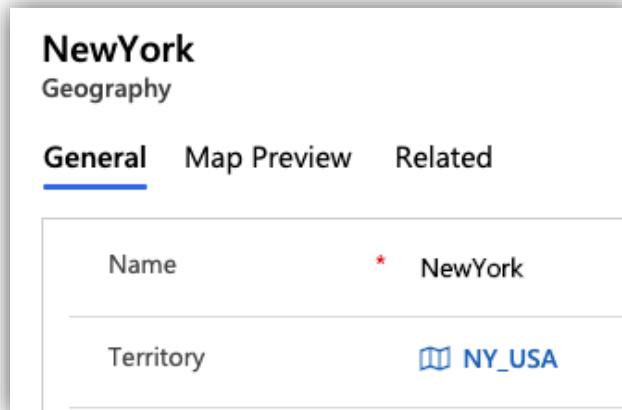 NewYork
Geography
General Map Preview Related
Name * NewYork
Territory NY_USA